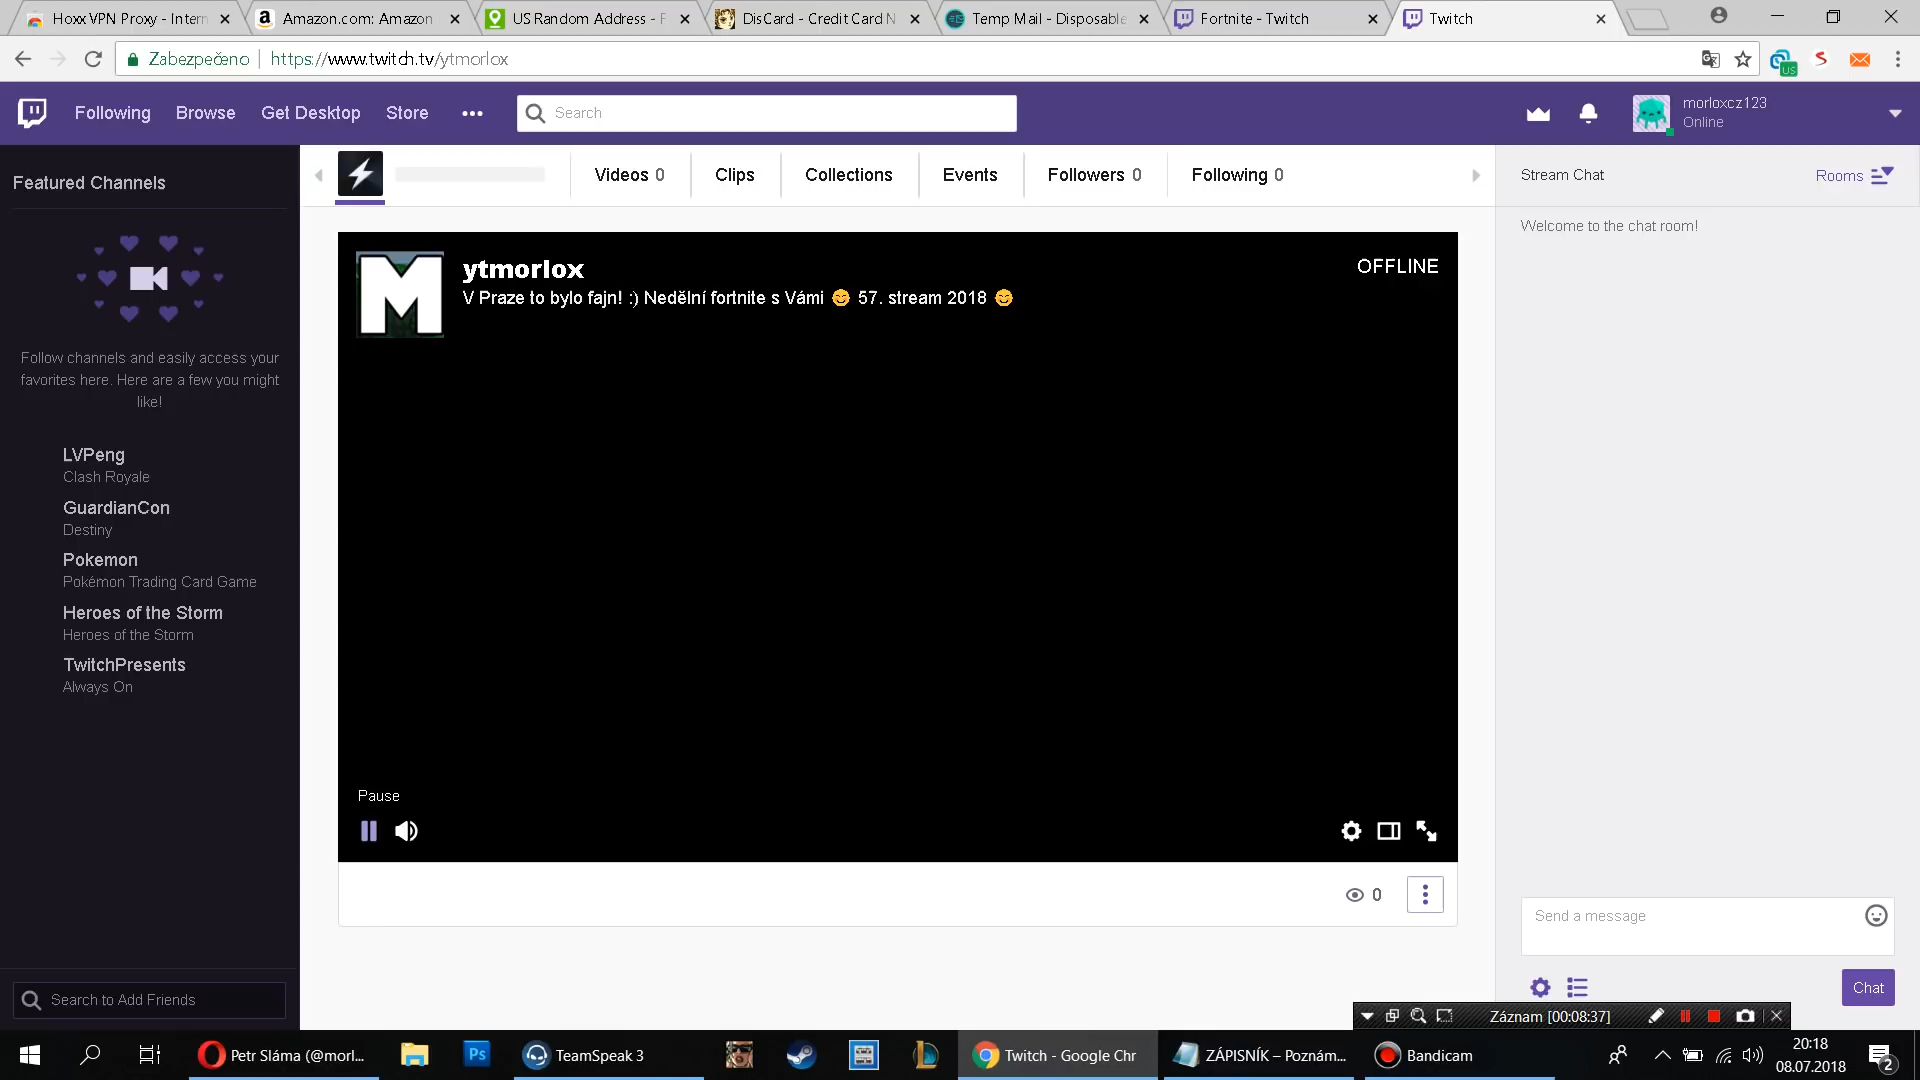 Hoxx VPN Proxy - Intern
Amazon.com: Amazon
US Random Address - F
DisCard - Credit Card N
Temp Mail - Disposable
Fortnite - Twitch
Twitch
Zabezpečeno
https://www.twitch.tv/ytmorlox
US
Following
Browse
Get Desktop
Store
Search
morloxcz123
Online
Featured Channels
Follow channels and easily access your
favorites here. Here are a few you might
like!
LVPeng
Clash Royale
GuardianCon
Destiny
Pokemon
Pokémon Trading Card Game
Heroes of the Storm
Heroes of the Storm
TwitchPresents
Always On
Search to Add Friends
Videos 0
Clips
Collections
Events
Followers 0
Following 0
M
ytmorlox
V Praze to bylo fajn! :) Nedělní fortnite s Vámi 😊 57. stream 2018 😊
OFFLINE
Pause
0
Stream Chat
Rooms
Welcome to the chat room!
Send a message
Chat
Záznam [00:08:37]
Petr Sláma (@morl...
Ps
TeamSpeak 3
Twitch - Google Chr
ZÁPISNÍK – Poznám...
Bandicam
20:18
08.07.2018
2